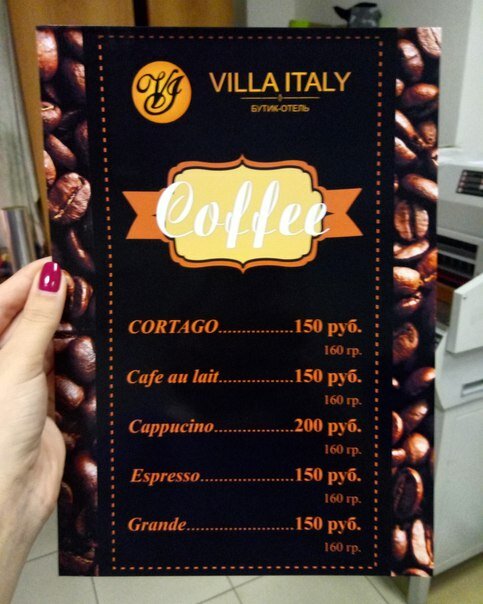 VJ
VILLA ITALY
БУТИК-ОТЕЛЬ
Coffee
CORTAGO..................150 руб.
160 гр.
Cafe au lait..................150 руб.
160 гр.
Cappucino...................200 руб.
160 гр.
Espresso.......................150 руб.
160 гр.
Grande..........................150 руб.
160 гр.